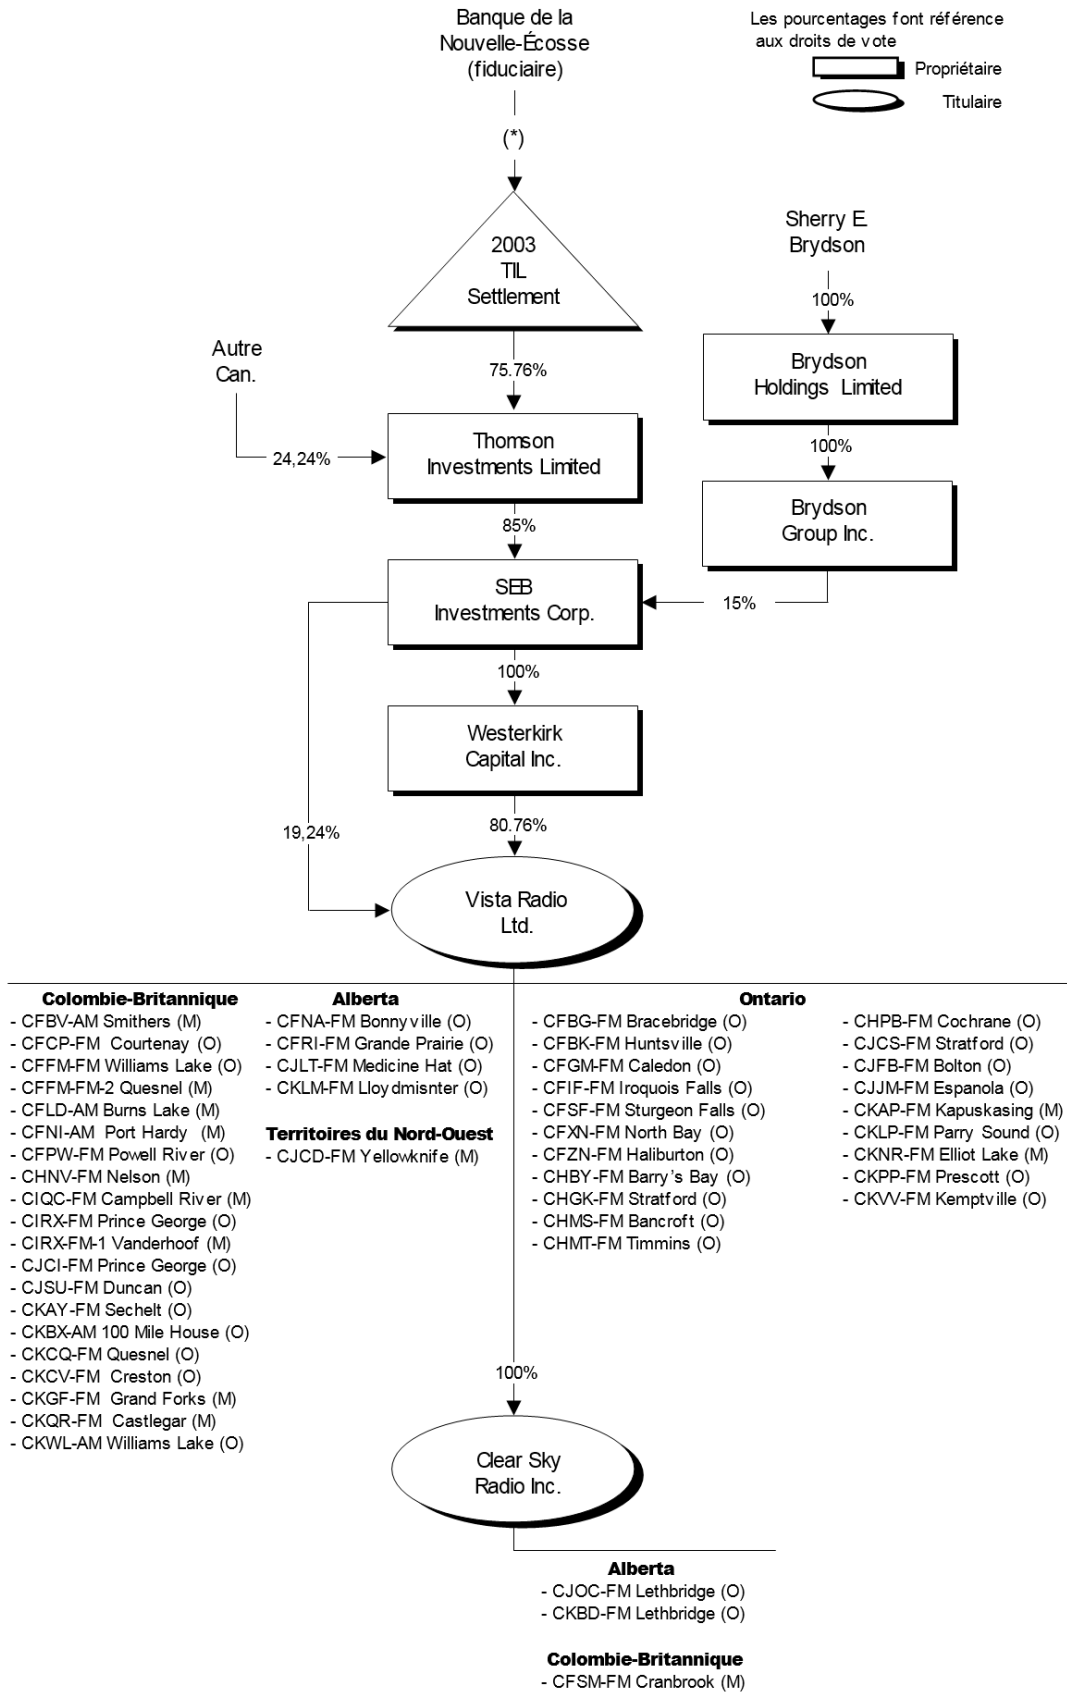 Banque de la
Nouvelle-Écosse
(fiduciaire)
(*)
Les pourcentages font référence
aux droits de vote
Propriétaire
Titulaire
2003
TIL
Settlement
Sherry E.
Brydson
100%
75.76%
Autre
Can.
24,24%
Brydson
Holdings Limited
100%
Thomson
Investments Limited
85%
Brydson
Group Inc.
15%
SEB
Investments Corp.
100%
Westerkirk
Capital Inc.
80.76%
19,24%
Vista Radio
Ltd.
Colombie-Britannique
- CFBV-AM Smithers (M)
- CFCP-FM Courtenay (O)
- CFFM-FM Williams Lake (O)
- CFFM-FM-2 Quesnel (M)
- CFLD-AM Burns Lake (M)
- CFNI-AM Port Hardy (M)
- CFPW-FM Powell River (O)
- CHNV-FM Nelson (M)
- CIQC-FM Campbell River (M)
- CIRX-FM Prince George (O)
- CIRX-FM-1 Vanderhoof (M)
- CJCI-FM Prince George (O)
- CJSU-FM Duncan (O)
- CKAY-FM Sechelt (O)
- CKBX-AM 100 Mile House (O)
- CKCQ-FM Quesnel (O)
- CKCV-FM Creston (O)
- CKGF-FM Grand Forks (M)
- CKQR-FM Castlegar (M)
- CKWL-AM Williams Lake (O)
Alberta
- CFNA-FM Bonnyville (O)
- CFRI-FM Grande Prairie (O)
- CJLT-FM Medicine Hat (O)
- CKLM-FM Lloydmisnter (O)
Territoires du Nord-Ouest
- CJCD-FM Yellowknife (M)
Ontario
- CFBG-FM Bracebridge (O)
- CFBK-FM Huntsville (O)
- CFGM-FM Caledon (O)
- CFIF-FM Iroquois Falls (O)
- CFSF-FM Sturgeon Falls (O)
- CFXN-FM North Bay (O)
- CFZN-FM Haliburton (O)
- CHBY-FM Barry's Bay (O)
- CHGK-FM Stratford (O)
- CHMS-FM Bancroft (O)
- CHMT-FM Timmins (O)
- CHPB-FM Cochrane (O)
- CJCS-FM Stratford (O)
- CJFB-FM Bolton (O)
- CJJM-FM Espanola (O)
- CKAP-FM Kapuskasing (M)
- CKLP-FM Parry Sound (O)
- CKNR-FM Elliot Lake (M)
- CKPP-FM Prescott (O)
- CKVV-FM Kemptville (O)
100%
Clear Sky
Radio Inc.
Alberta
- CJOC-FM Lethbridge (O)
- CKBD-FM Lethbridge (O)
Colombie-Britannique
- CFSM-FM Cranbrook (M)